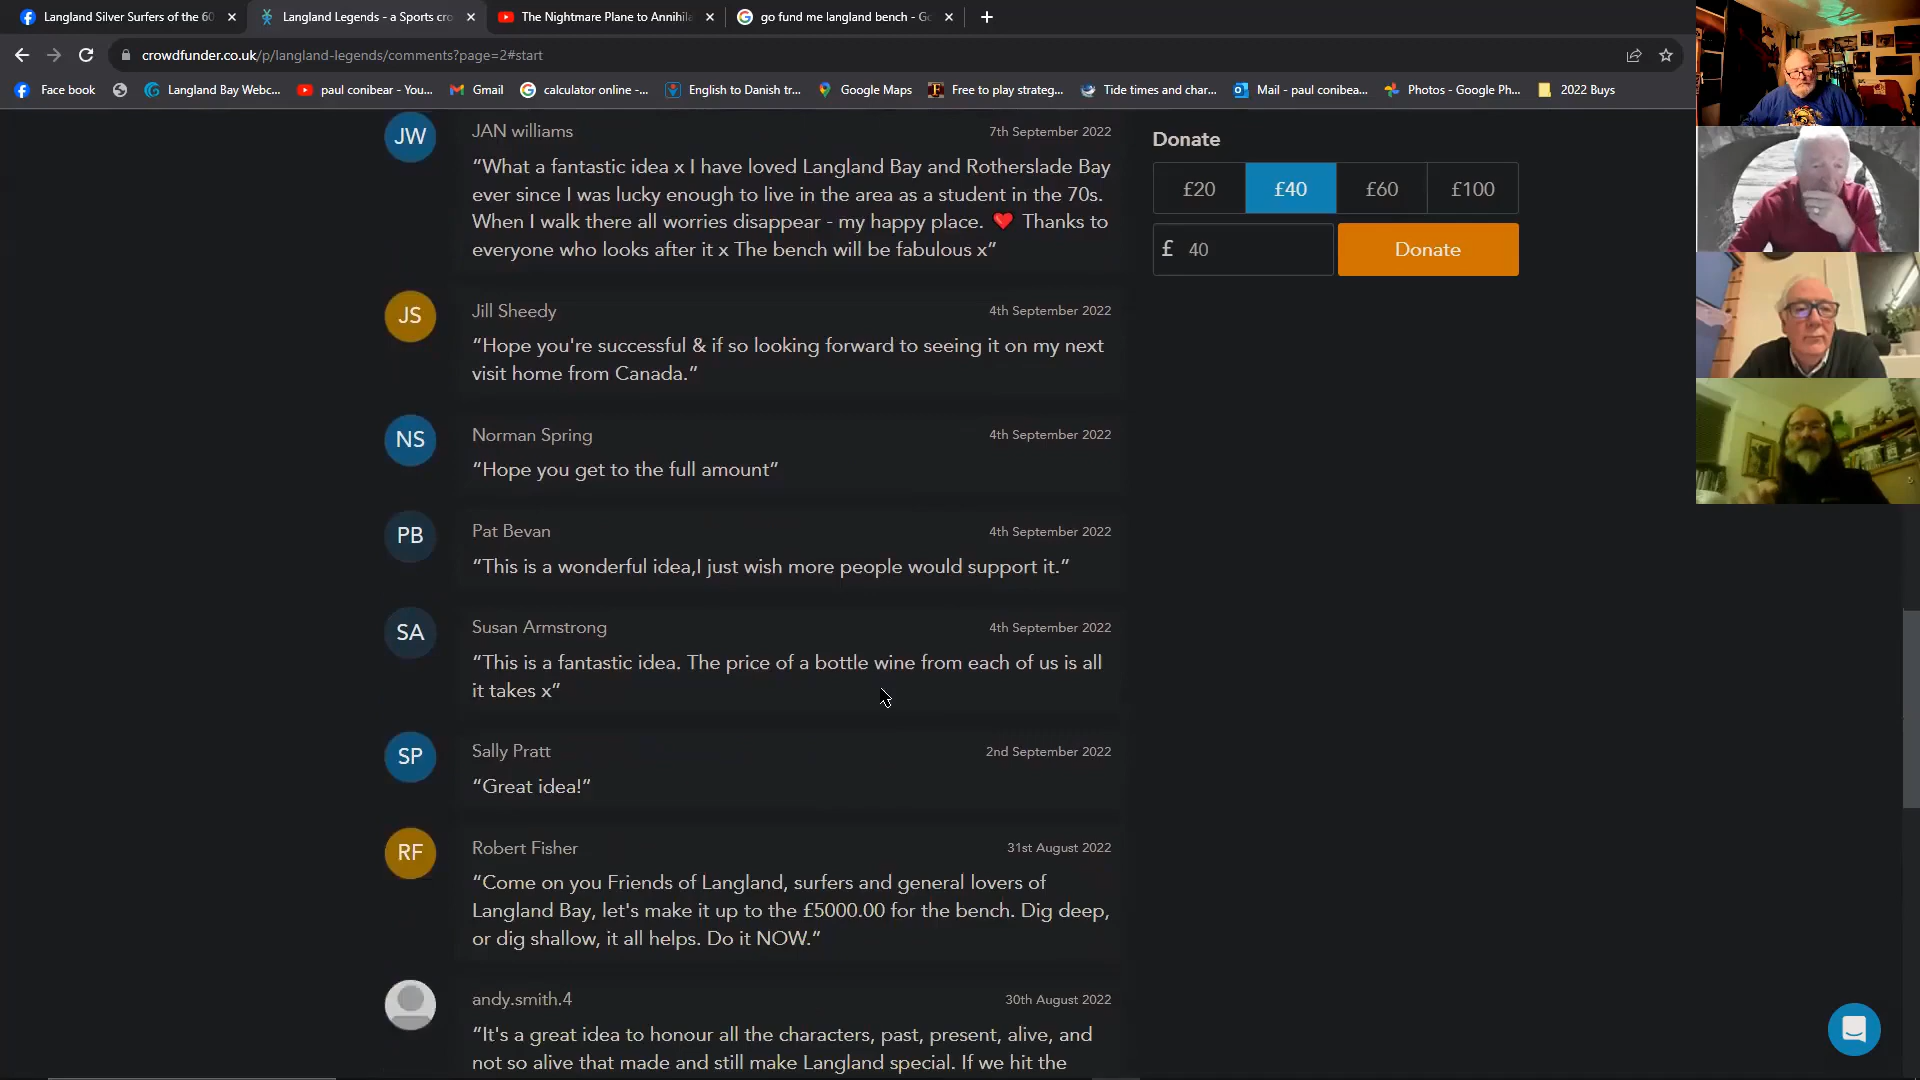 Langland Silver Surfers of the 60
Langland Legends - a Sports cro
The Nightmare Plane to Annihila
go fund me langland bench - Go
crowdfunder.co.uk/p/langland-legends/comments?page=2#start
Face book
Langland Bay Webc...
paul conibear - You...
Gmail
calculator online -...
English to Danish tr...
Google Maps
Free to play strateg...
Tide times and char...
Mail - paul conibea...
Photos - Google Ph...
2022 Buys
JW
JAN williams
7th September 2022
“What a fantastic idea x I have loved Langland Bay and Rotherslade Bay
ever since I was lucky enough to live in the area as a student in the 70s.
When I walk there all worries disappear - my happy place. ❤️ Thanks to
everyone who looks after it x The bench will be fabulous x”
Donate
£20
£40
£60
£100
£ 40
Donate
JS
Jill Sheedy
4th September 2022
“Hope you're successful & if so looking forward to seeing it on my next
visit home from Canada.”
NS
Norman Spring
4th September 2022
“Hope you get to the full amount”
PB
Pat Bevan
4th September 2022
“This is a wonderful idea,I just wish more people would support it.”
SA
Susan Armstrong
4th September 2022
“This is a fantastic idea. The price of a bottle wine from each of us is all
it takes x”
SP
Sally Pratt
2nd September 2022
“Great idea!”
RF
Robert Fisher
31st August 2022
“Come on you Friends of Langland, surfers and general lovers of
Langland Bay, let's make it up to the £5000.00 for the bench. Dig deep,
or dig shallow, it all helps. Do it NOW.”
andy.smith.4
30th August 2022
“It's a great idea to honour all the characters, past, present, alive, and
not so alive that made and still make Langland special. If we hit the